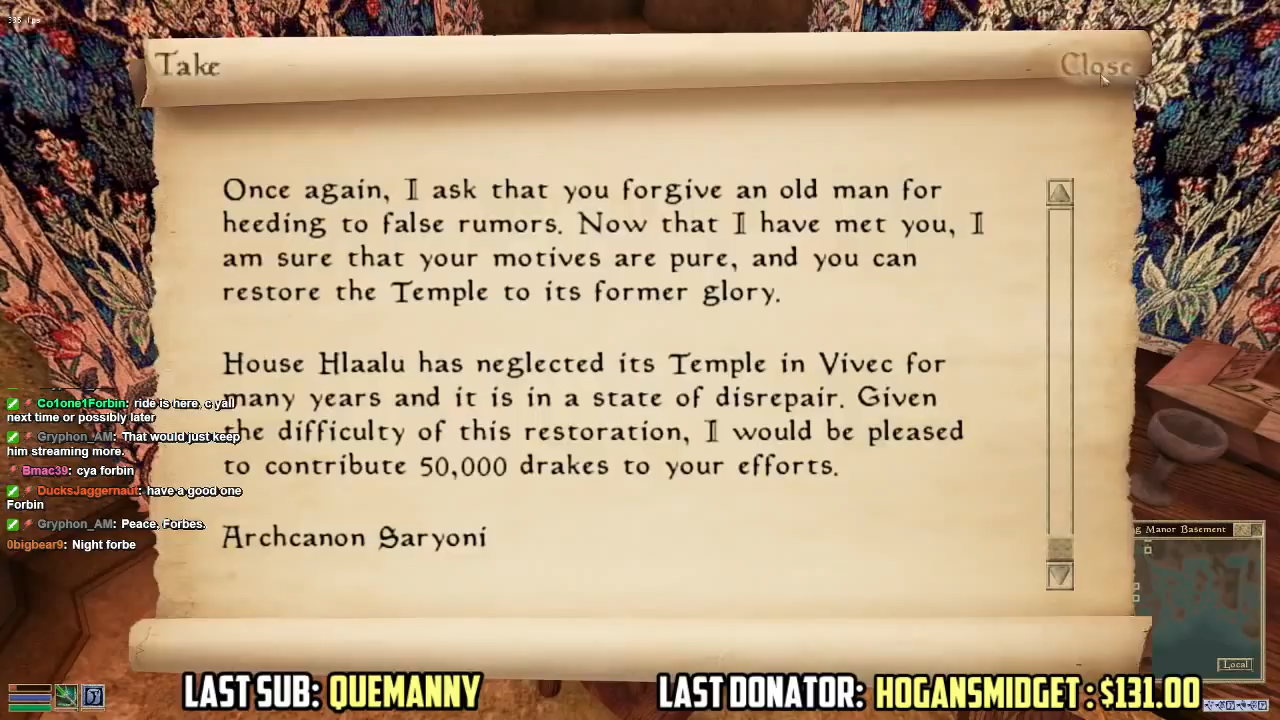 Take
Close
Once again, I ask that you forgive an old man for
heeding to false rumors. Now that I have met you, I
am sure that your motives are pure, and you can
restore the Temple to its former glory.
House Hlaalu has neglected its Temple in Vivec for
many years and it is in a state of disrepair. Given
the difficulty of this restoration, I would be pleased
to contribute 50,000 drakes to your efforts.
Archcanon Saryoni
Co1one1Forbin: ride is here, c yall
next time or possibly later
Gryphon_AM: That would just keep
him streaming more.
Bmac39: cya forbin
DucksJaggernaut: have a good one
Forbin
Gryphon_AM: Peace, Forbes.
0bigbear9: Night forbe
g Manor Basement
Local
LAST SUB: QUEMANNY
LAST DONATOR: HOGANSMIDGET : $131.00